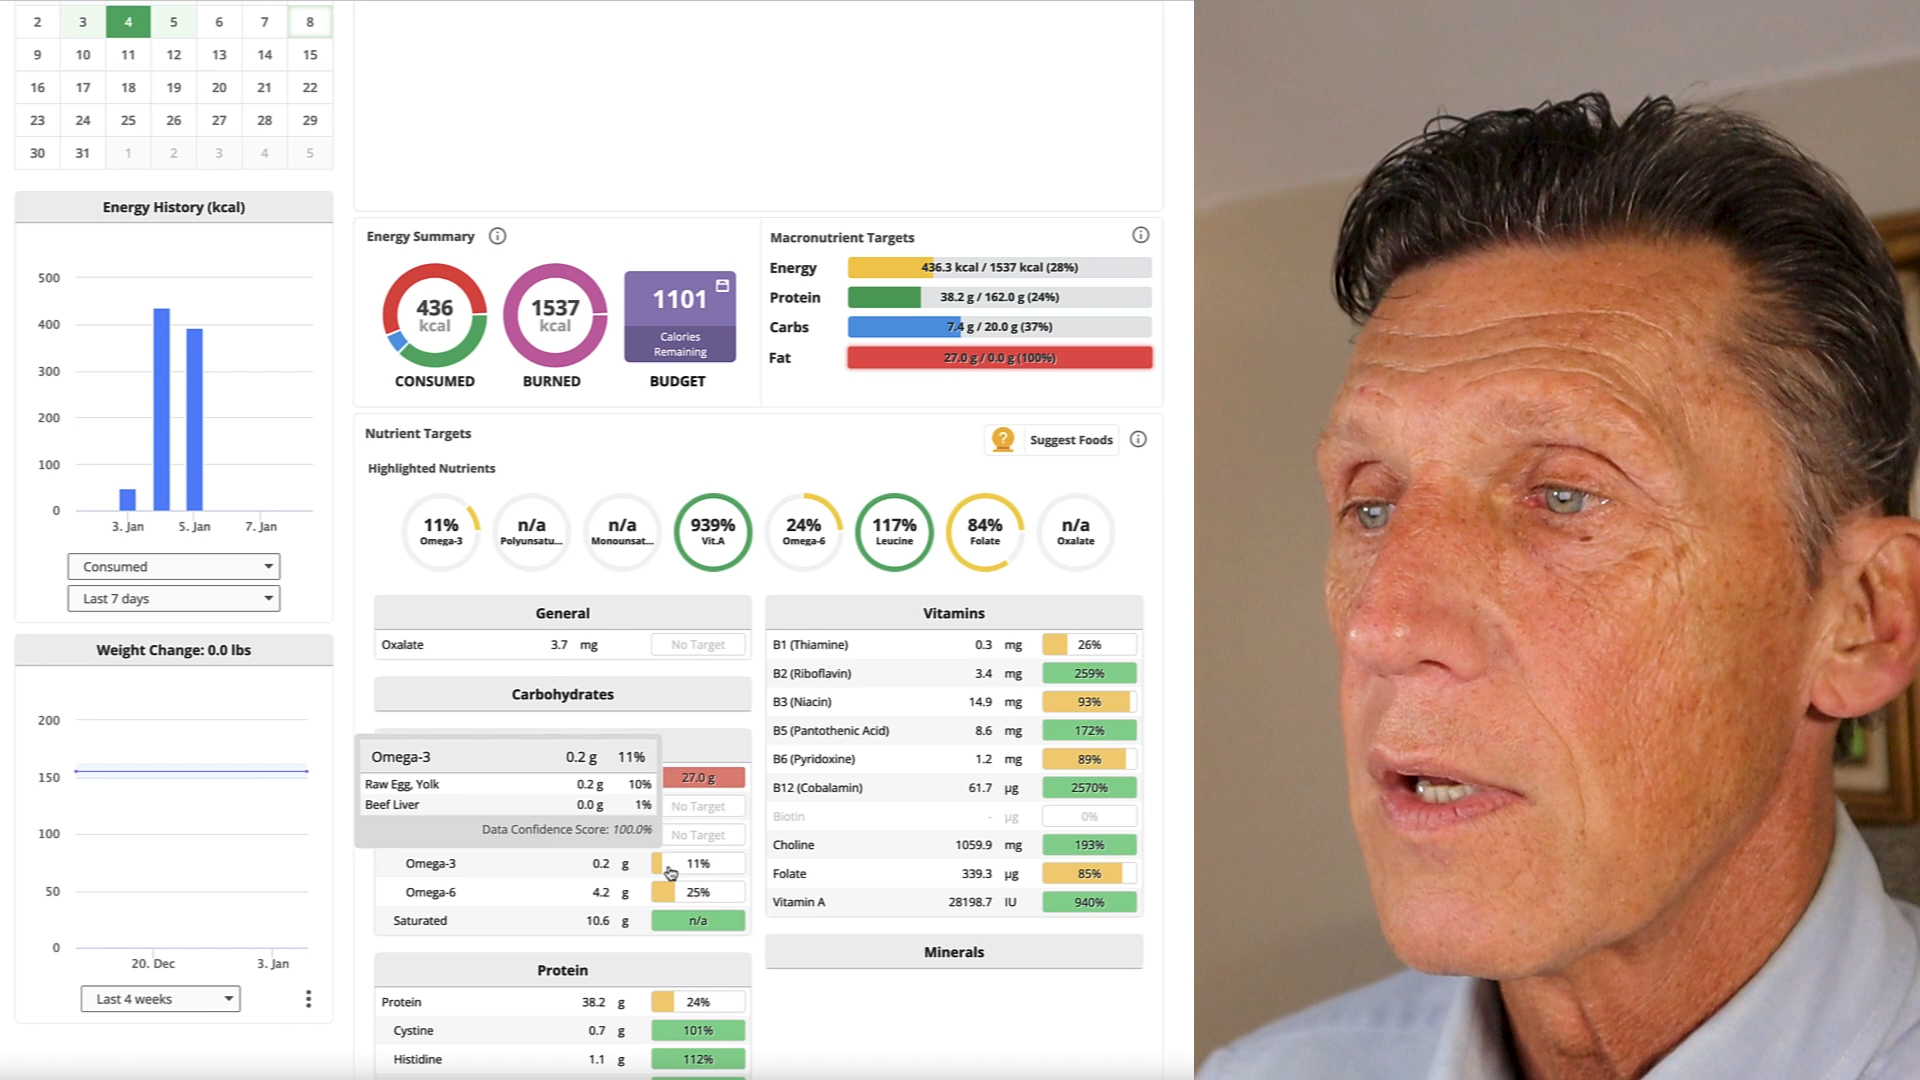 2 3 4 5 6 7 8
9 10 11 12 13 14 15
16 17 18 19 20 21 22
23 24 25 26 27 28 29
30 31 1 2 3 4 5
Energy History (kcal)
500
400
300
200
100
0
3. Jan 5. Jan 7. Jan
Consumed
Last 7 days
Weight Change: 0.0 lbs
200
150
100
50
0
20. Dec 3. Jan
Last 4 weeks
Energy Summary
436
kcal
CONSUMED
1537
kcal
BURNED
1101
Calories
Remaining
BUDGET
Macronutrient Targets
Energy 436.3 kcal / 1537 kcal (28%)
Protein 38.2 g / 162.0 g (24%)
Carbs 7.4 g / 20.0 g (37%)
Fat 27.0 g / 0.0 g (100%)
Nutrient Targets
? Suggest Foods
Highlighted Nutrients
11%
Omega-3
n/a
Polyunsatu...
n/a
Monounsat...
939%
Vit.A
24%
Omega-6
117%
Leucine
84%
Folate
n/a
Oxalate
General
Oxalate 3.7 mg No Target
Carbohydrates
Omega-3 0.2 g 11%
Raw Egg, Yolk 0.2 g 10%
Beef Liver 0.0 g 1%
Data Confidence Score: 100.0%
27.0 g
No Target
No Target
Omega-3 0.2 g 11%
Omega-6 4.2 g 25%
Saturated 10.6 g n/a
Protein
Protein 38.2 g 24%
Cystine 0.7 g 101%
Histidine 1.1 g 112%
Vitamins
B1 (Thiamine) 0.3 mg 26%
B2 (Riboflavin) 3.4 mg 259%
B3 (Niacin) 14.9 mg 93%
B5 (Pantothenic Acid) 8.6 mg 172%
B6 (Pyridoxine) 1.2 mg 89%
B12 (Cobalamin) 61.7 µg 2570%
Biotin - µg 0%
Choline 1059.9 mg 193%
Folate 339.3 µg 85%
Vitamin A 28198.7 IU 940%
Minerals